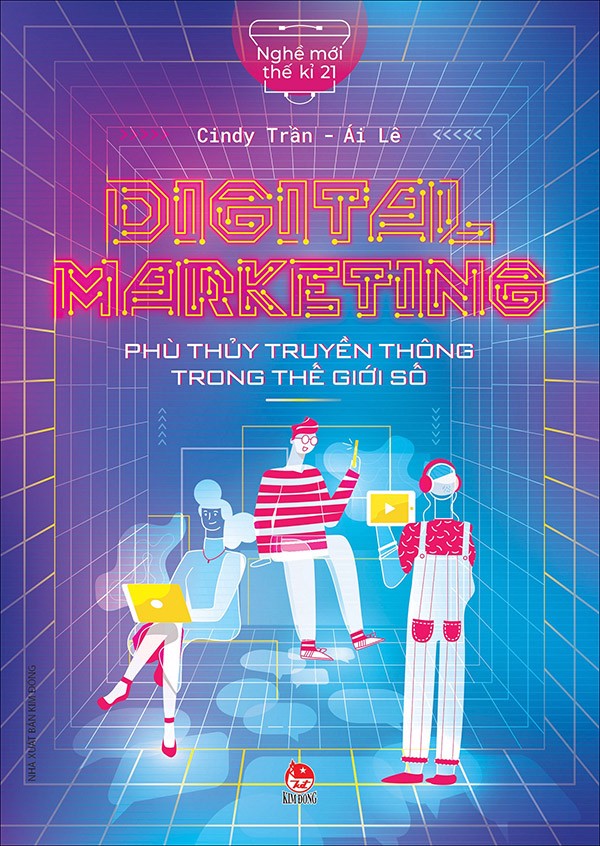 Nghề mới
thế kỉ 21
>>>>> Cindy Trần - Ái Lê <<<<<
DIGITAL
MARKETING
PHÙ THỦY TRUYỀN THÔNG
TRONG THẾ GIỚI SỐ
NHÀ XUẤT BẢN KIM ĐỒNG
KIM ĐỒNG